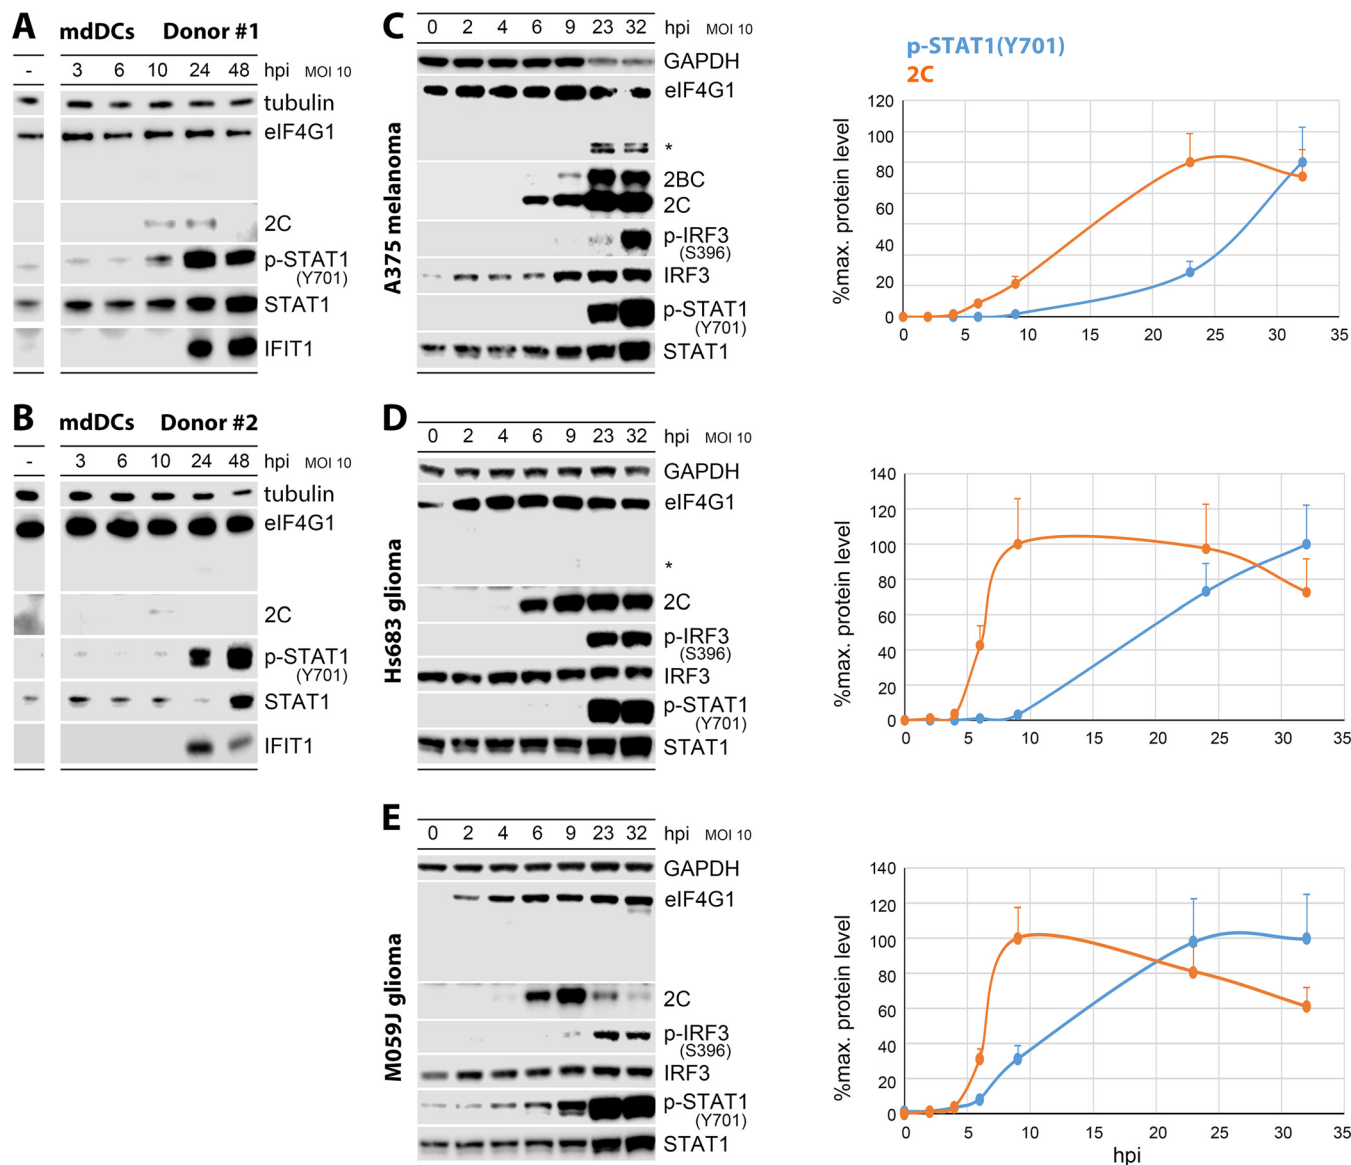 A mdDCs Donor #1
- 3 6 10 24 48 hpi MOI 10
tubulin
eIF4G1
2C
p-STAT1
(Y701)
STAT1
IFIT1
B mdDCs Donor #2
- 3 6 10 24 48 hpi MOI 10
tubulin
eIF4G1
2C
p-STAT1
(Y701)
STAT1
IFIT1
C
0 2 4 6 9 23 32 hpi MOI 10
A375 melanoma
GAPDH
eIF4G1
*
2BC
2C
p-IRF3
(S396)
IRF3
p-STAT1
(Y701)
STAT1
p-STAT1(Y701)
2C
%max. protein level
120
100
80
60
40
20
0
0 5 10 15 20 25 30 35
D
0 2 4 6 9 23 32 hpi MOI 10
Hs683 glioma
GAPDH
eIF4G1
*
2C
p-IRF3
(S396)
IRF3
p-STAT1
(Y701)
STAT1
%max. protein level
140
120
100
80
60
40
20
0
0 5 10 15 20 25 30 35
E
0 2 4 6 9 23 32 hpi MOI 10
M059J glioma
GAPDH
eIF4G1
2C
p-IRF3
(S396)
IRF3
p-STAT1
(Y701)
STAT1
%max. protein level
140
120
100
80
60
40
20
0
0 5 10 15 20 25 30 35
hpi